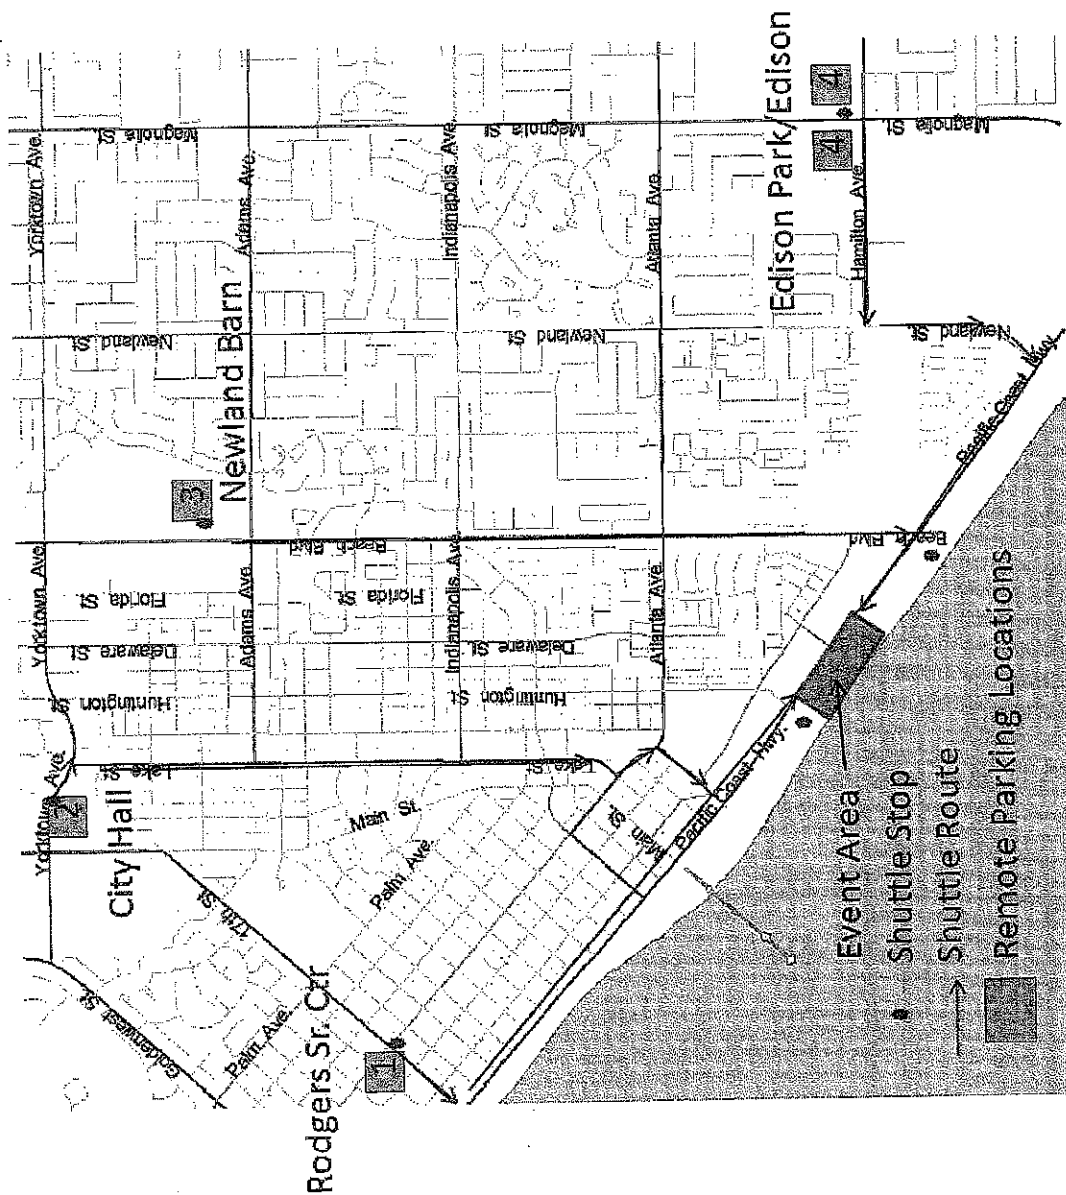 Yorktown Ave.
Yorktown Ave.
Yorktown Ave.
Magnolia St
Magnolia St
Magnolia St
Adams Ave.
Adams Ave.
Indianapolis Ave.
Indianapolis Ave.
Atlanta Ave.
Atlanta Ave.
Hamilton Ave.
Newland St
Newland St
Newland St
Beach Blvd
Beach Blvd
Florida St
Florida St
Delaware St.
Delaware St.
Huntington St
Huntington St
Lake St.
Lake St.
Main St.
Main St.
Palm Ave.
Palm Ave.
17th St
Goldenwest St.
Pacific Coast Hwy.
Pacific Coast Hwy
Rodgers Sr. Ctr
1
City Hall
2
Newland Barn
3
Edison Park/Edison
4
4
Event Area
Shuttle Stop
Shuttle Route
Remote Parking Locations